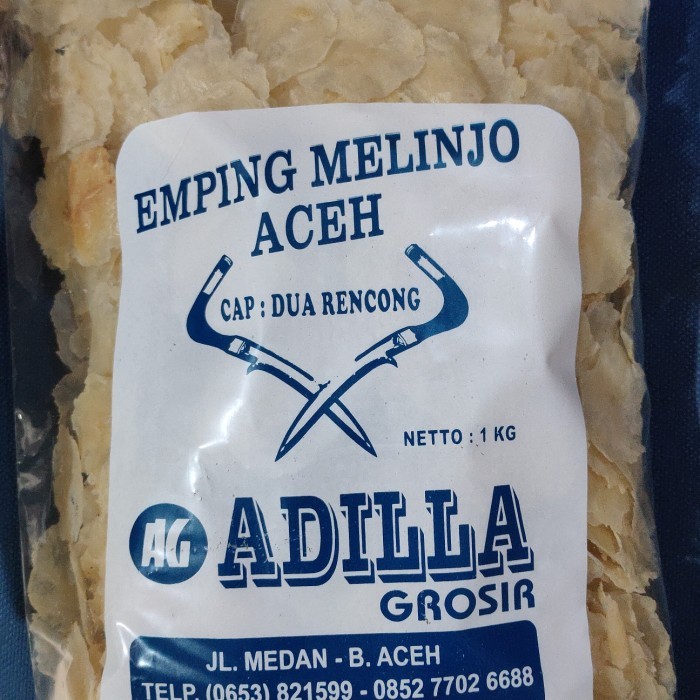 EMPING MELINJO
ACEH
CAP : DUA RENCONG
NETTO : 1 KG
AG ADILLA
GROSIR
JL. MEDAN - B. ACEH
TELP. (0653) 821599 - 0852 7702 6688